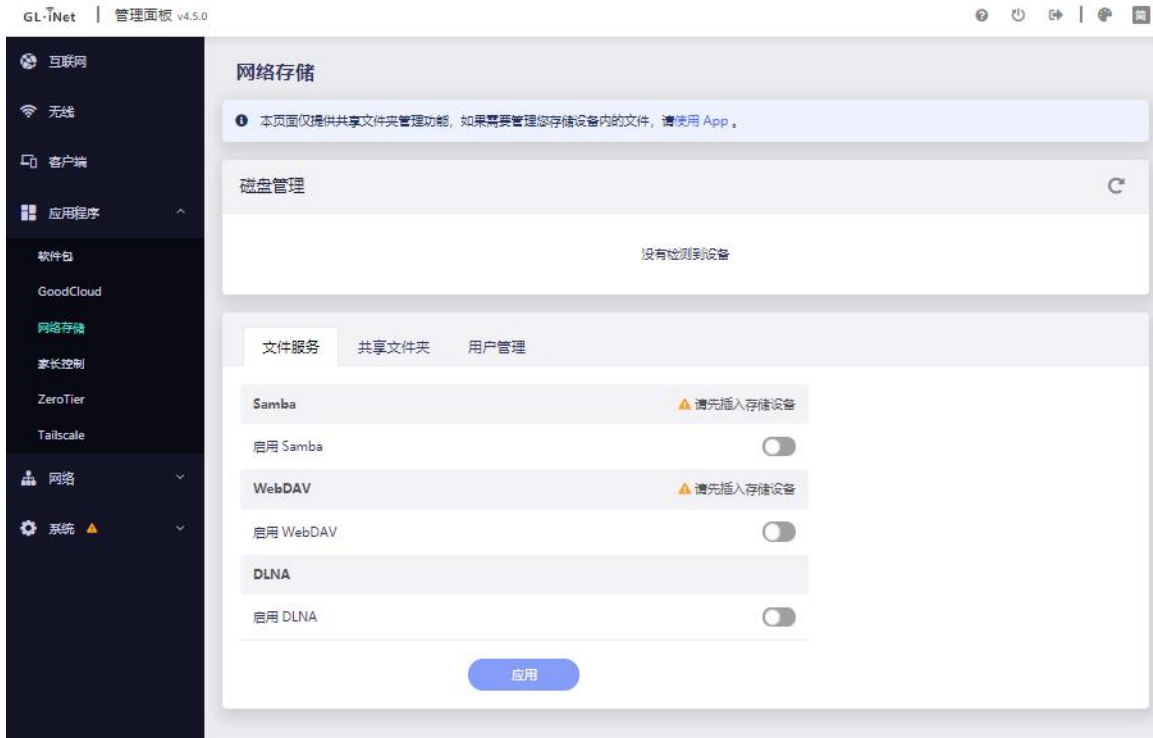 GL·iNet | 管理面板 v4.5.0
简
互联网
无线
客户端
应用程序
软件包
GoodCloud
网络存储
家长控制
ZeroTier
Tailscale
网络
系统
网络存储
本页面仅提供共享文件夹管理功能，如果需要管理您存储设备内的文件，请使用 App 。
磁盘管理
没有检测到设备
文件服务 共享文件夹 用户管理
Samba 请先插入存储设备
启用 Samba
WebDAV 请先插入存储设备
启用 WebDAV
DLNA
启用 DLNA
应用